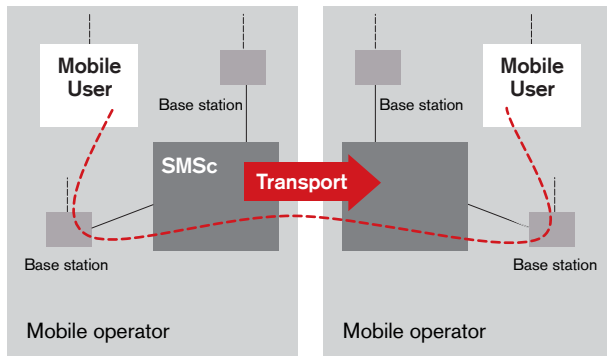 Mobile
User
Base station
SMSc
Base station
Mobile operator
Transport
Base station
Mobile
User
Base station
Mobile operator